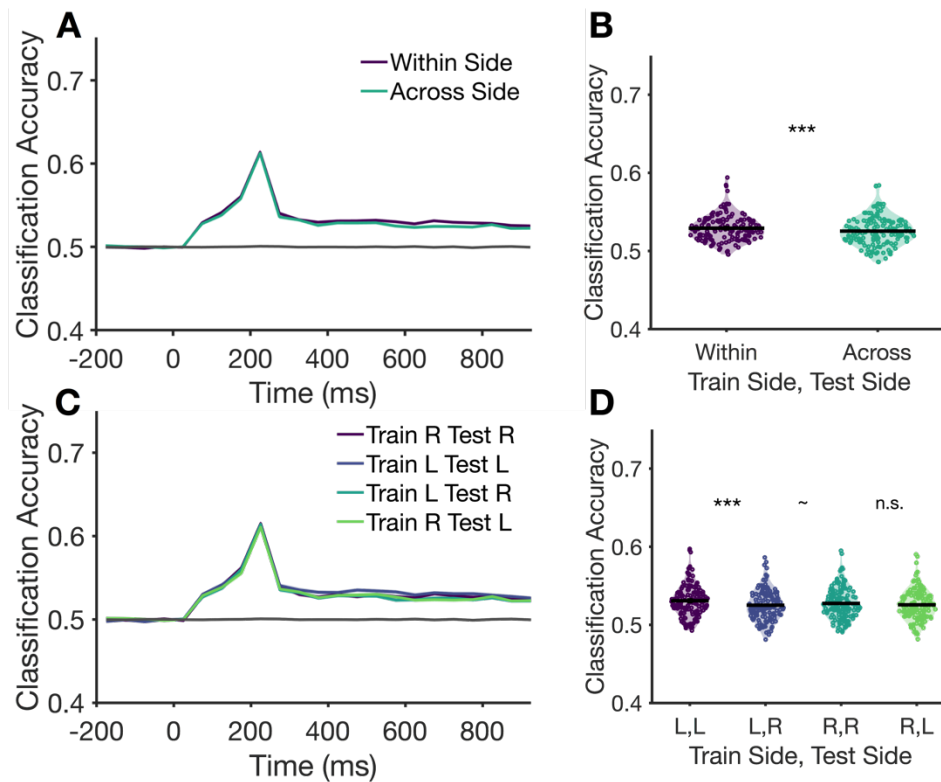 A
Classification Accuracy
0.7
0.6
0.5
0.4
-200 0 200 400 600 800
Time (ms)
Within Side
Across Side
B
Classification Accuracy
0.7
0.6
0.5
0.4
***
Within Across
Train Side, Test Side
C
Classification Accuracy
0.7
0.6
0.5
0.4
-200 0 200 400 600 800
Time (ms)
Train R Test R
Train L Test L
Train L Test R
Train R Test L
D
Classification Accuracy
0.7
0.6
0.5
0.4
*** ~ n.s.
L,L L,R R,R R,L
Train Side, Test Side